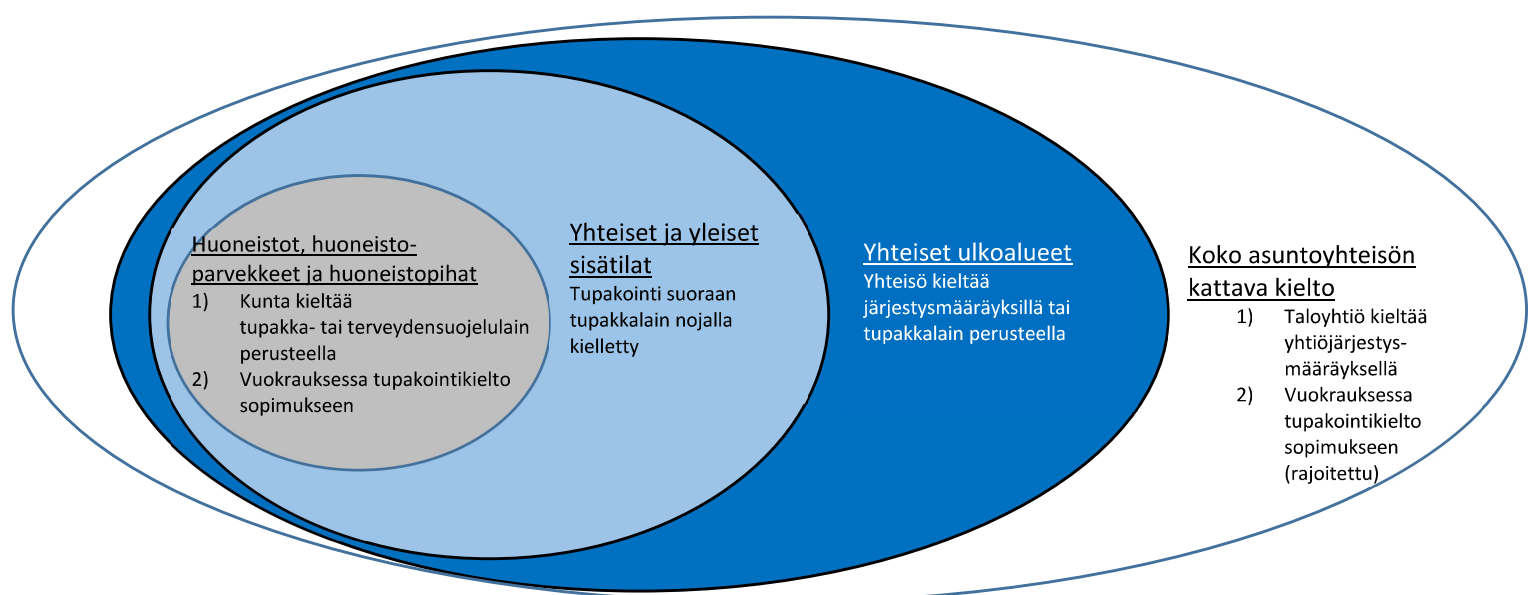 Huoneistot, huoneisto-
parvekkeet ja huoneistopihat
1) Kunta kieltää
tupakka- tai terveydensuojelulain
perusteella
2) Vuokrauksessa tupakointikielto
sopimukseen
Yhteiset ja yleiset
sisätilat
Tupakointi suoraan
tupakkalain nojalla
kielletty
Yhteiset ulkoalueet
Yhteisö kieltää
järjestysmääräyksillä tai
tupakkalain perusteella
Koko asuntoyhteisön
kattava kielto
1) Taloyhtiö kieltää
yhtiöjärjestys-
määräyksellä
2) Vuokrauksessa
tupakointikielto
sopimukseen
(rajoitettu)